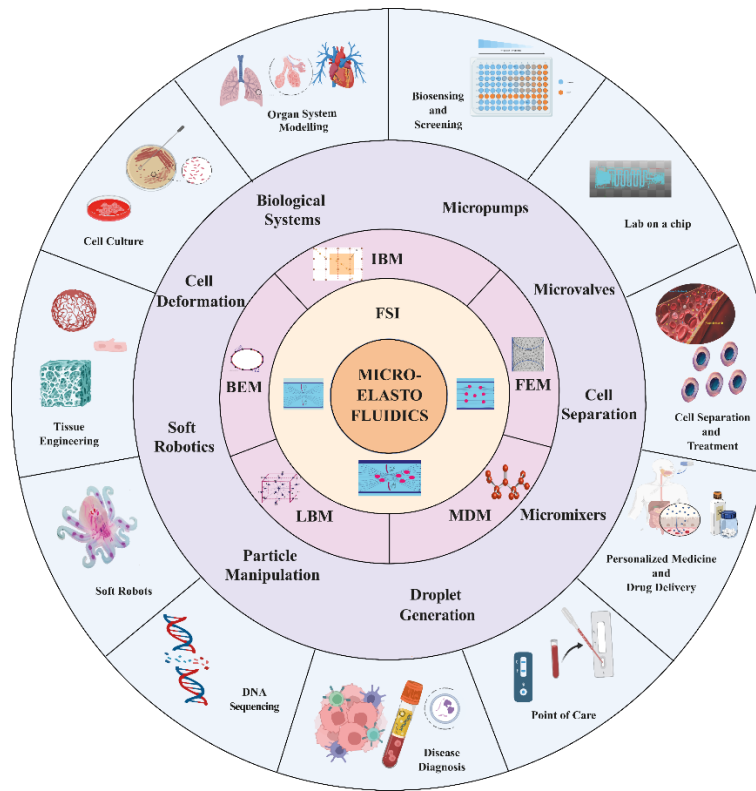 Organ System
Modelling
Biosensing
and
Screening
Lab on a chip
Cell Separation
and
Treatment
Personalized Medicine
and
Drug Delivery
Point of Care
Disease
Diagnosis
DNA
Sequencing
Soft Robots
Tissue
Engineering
Cell Culture
Biological
Systems
Micropumps
Microvalves
Cell
Separation
Micromixers
Droplet
Generation
Particle
Manipulation
Soft
Robotics
Cell
Deformation
IBM
FEM
MDM
LBM
BEM
FSI
MICRO-
ELASTO
FLUIDICS